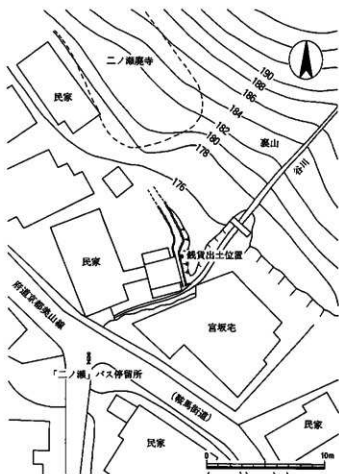 二ノ瀬廃寺
民家
190
188
186
184
182
180
178
176
裏山
谷川
銭貨出土位置
民家
宮坂宅
府道京都美山線
「二ノ瀬」バス停留所
(鞍馬街道)
民家
民家
0
10m